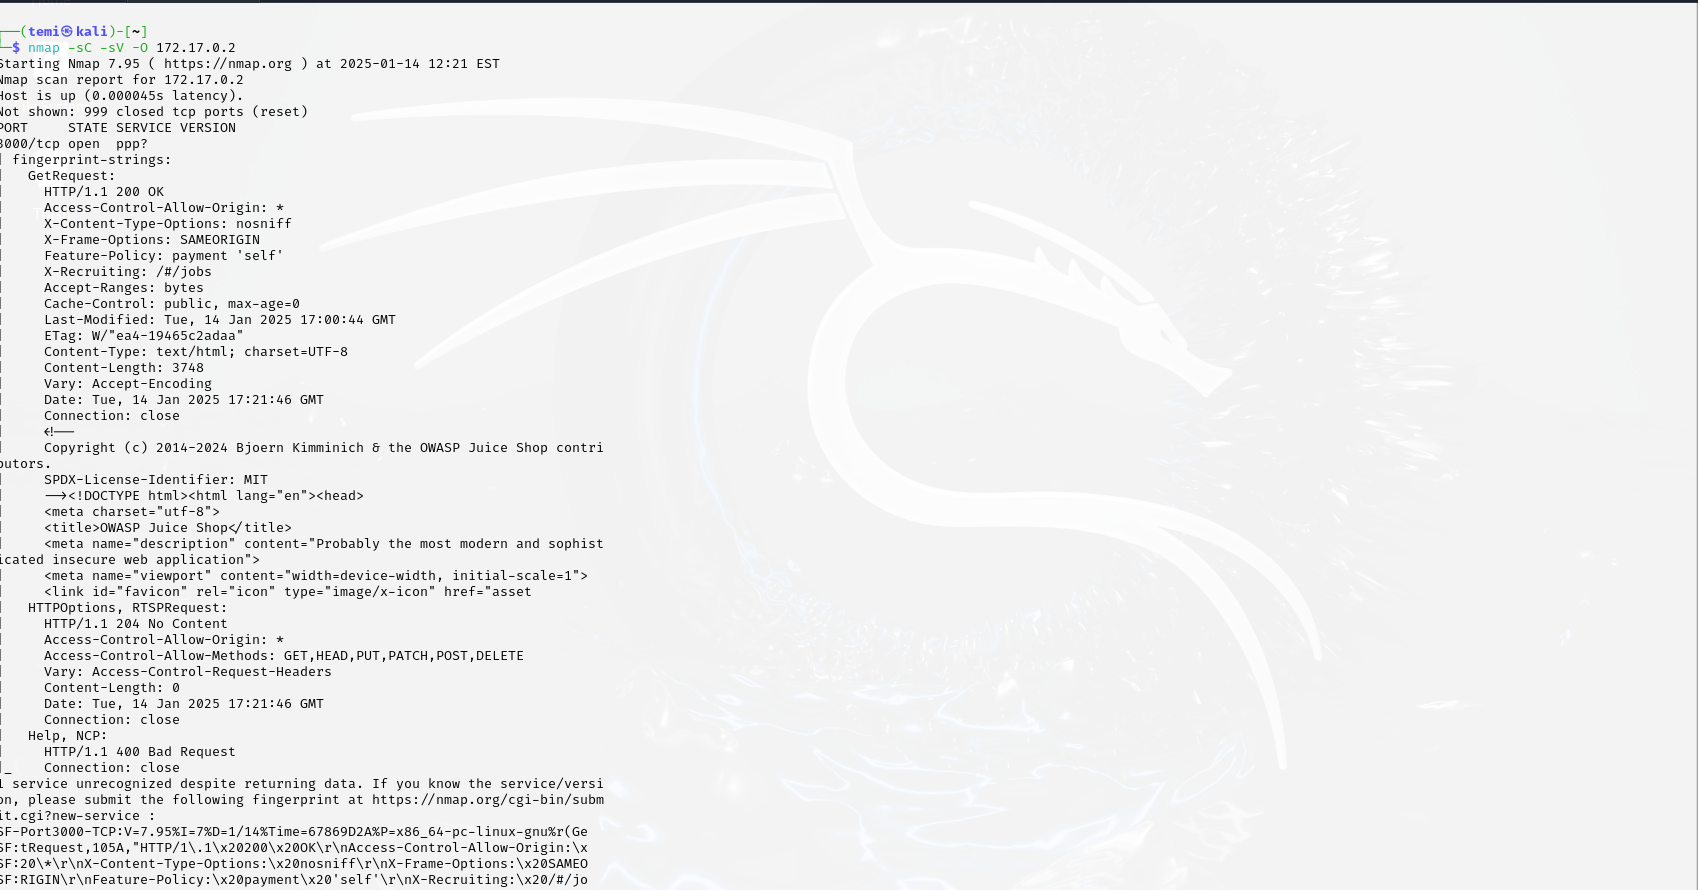 (temi㉿kali)-[~]
$ nmap -sC -sV -O 172.17.0.2
Starting Nmap 7.95 ( https://nmap.org ) at 2025-01-14 12:21 EST
Nmap scan report for 172.17.0.2
Host is up (0.000045s latency).
Not shown: 999 closed tcp ports (reset)
PORT     STATE SERVICE VERSION
3000/tcp open  ppp?
| fingerprint-strings:
|   GetRequest:
|     HTTP/1.1 200 OK
|     Access-Control-Allow-Origin: *
|     X-Content-Type-Options: nosniff
|     X-Frame-Options: SAMEORIGIN
|     Feature-Policy: payment 'self'
|     X-Recruiting: /#/jobs
|     Accept-Ranges: bytes
|     Cache-Control: public, max-age=0
|     Last-Modified: Tue, 14 Jan 2025 17:00:44 GMT
|     ETag: W/"ea4-19465c2adaa"
|     Content-Type: text/html; charset=UTF-8
|     Content-Length: 3748
|     Vary: Accept-Encoding
|     Date: Tue, 14 Jan 2025 17:21:46 GMT
|     Connection: close
|     <!--
|     Copyright (c) 2014-2024 Bjoern Kimminich & the OWASP Juice Shop contri
butors.
|     SPDX-License-Identifier: MIT
|     --><!DOCTYPE html><html lang="en"><head>
|     <meta charset="utf-8">
|     <title>OWASP Juice Shop</title>
|     <meta name="description" content="Probably the most modern and sophist
icated insecure web application">
|     <meta name="viewport" content="width=device-width, initial-scale=1">
|     <link id="favicon" rel="icon" type="image/x-icon" href="asset
|   HTTPOptions, RTSPRequest:
|     HTTP/1.1 204 No Content
|     Access-Control-Allow-Origin: *
|     Access-Control-Allow-Methods: GET,HEAD,PUT,PATCH,POST,DELETE
|     Vary: Access-Control-Request-Headers
|     Content-Length: 0
|     Date: Tue, 14 Jan 2025 17:21:46 GMT
|     Connection: close
|   Help, NCP:
|     HTTP/1.1 400 Bad Request
|_    Connection: close
1 service unrecognized despite returning data. If you know the service/versi
on, please submit the following fingerprint at https://nmap.org/cgi-bin/subm
it.cgi?new-service :
SF-Port3000-TCP:V=7.95%I=7%D=1/14%Time=67869D2A%P=x86_64-pc-linux-gnu%r(Ge
SF:tRequest,105A,"HTTP/1\.1\x20200\x20OK\r\nAccess-Control-Allow-Origin:\x
SF:20\*\r\nX-Content-Type-Options:\x20nosniff\r\nX-Frame-Options:\x20SAMEO
SF:RIGIN\r\nFeature-Policy:\x20payment\x20'self'\r\nX-Recruiting:\x20/#/jo